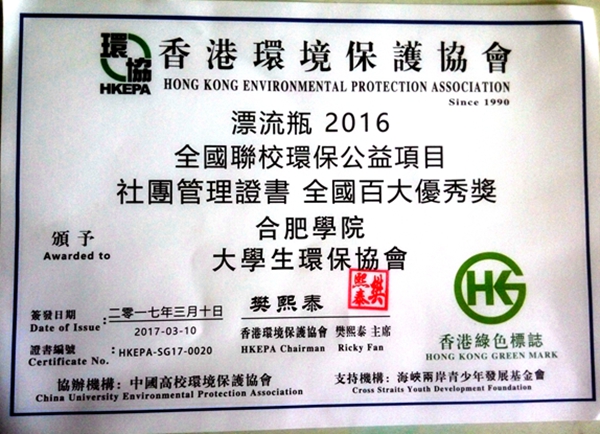 環協
HKEPA
香港環境保護協會
HONG KONG ENVIRONMENTAL PROTECTION ASSOCIATION
Since 1990
漂流瓶 2016
全國聯校環保公益項目
社團管理證書 全國百大優秀獎
頒予
Awarded to
合肥學院
大學生環保協會
簽發日期
Date of Issue :
二零一七年三月十日
2017-03-10
證書編號
Certificate No. :
HKEPA-SG17-0020
樊熙泰
樊熙泰
香港環境保護協會 樊熙泰 主席
HKEPA Chairman Ricky Fan
HK
香港綠色標誌
HONG KONG GREEN MARK
協辦機構：中國高校環境保護協會
China University Environmental Protection Association
支持機構：海峽兩岸青少年發展基金會
Cross Straits Youth Development Foundation